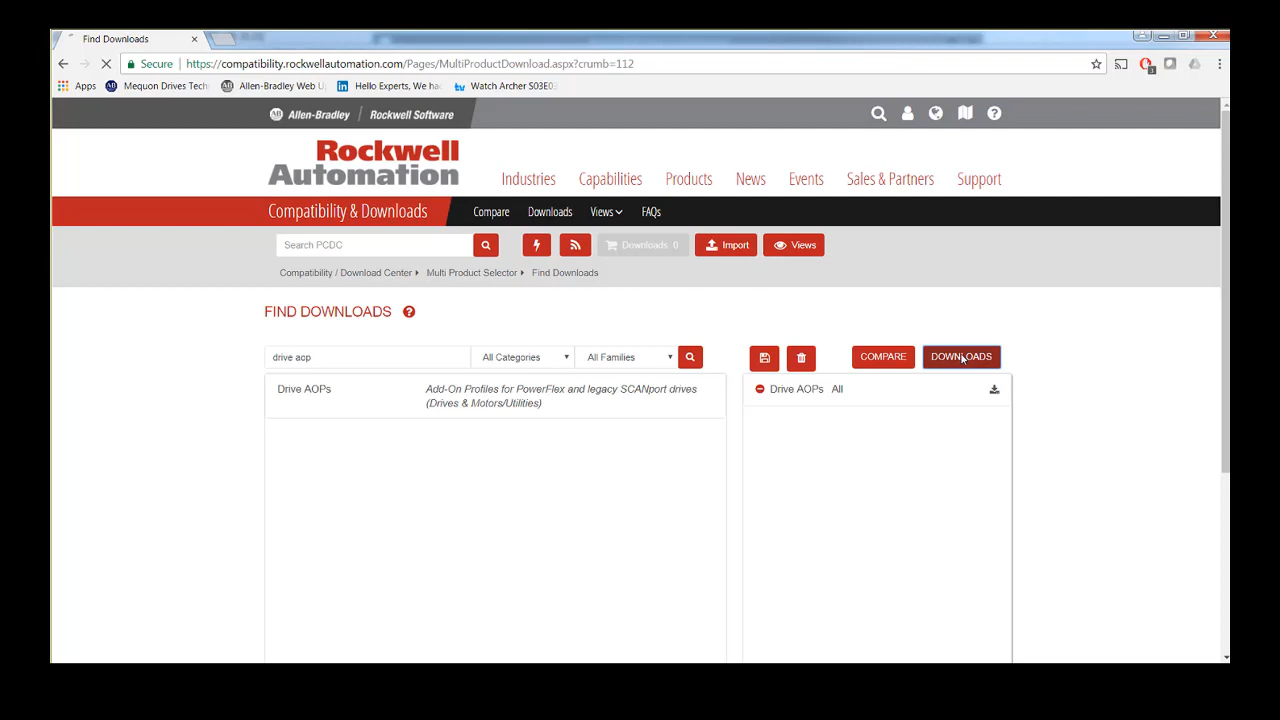 Find Downloads
Secure https://compatibility.rockwellautomation.com/Pages/MultiProductDownload.aspx?crumb=112
Apps Mequon Drives Tech Allen-Bradley Web U Hello Experts, We ha Watch Archer S03E03
Allen-Bradley Rockwell Software
Rockwell
Automation
Industries Capabilities Products News Events Sales & Partners Support
Compatibility & Downloads Compare Downloads Views FAQs
Search PCDC Downloads 0 Import Views
Compatibility / Download Center Multi Product Selector Find Downloads
FIND DOWNLOADS
drive aop All Categories All Families COMPARE DOWNLOADS
Drive AOPs Add-On Profiles for PowerFlex and legacy SCANport drives
(Drives & Motors/Utilities)
Drive AOPs All